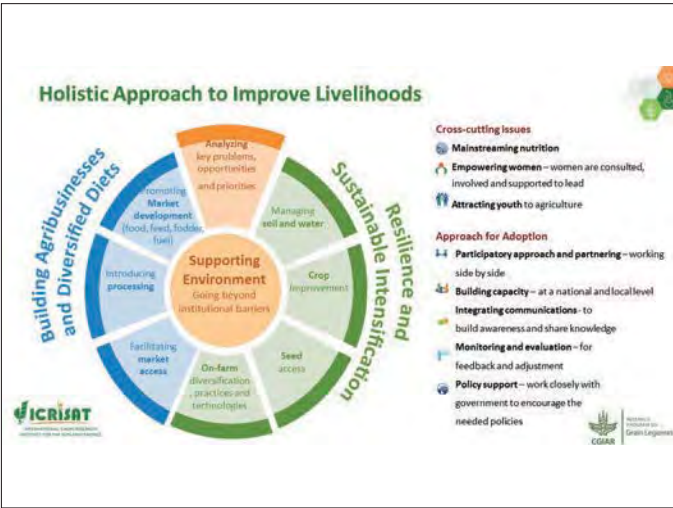 Holistic Approach to Improve Livelihoods
Building Agribusinesses
and Diversified Diets
Analyzing
key problems,
opportunities
and priorities
Managing
soil and water
Crop
Improvement
Seed
access
On-farm
diversification
, practices and
technologies
Facilitating
market
access
Introducing
processing
Promoting
Market
development
(food, feed, fodder,
fuel)
Supporting
Environment
Going beyond
institutional barriers
Resilience and
Sustainable Intensification
Cross-cutting issues
Mainstreaming nutrition
Empowering women – women are consulted,
involved and supported to lead
Attracting youth to agriculture
Approach for Adoption
Participatory approach and partnering – working
side by side
Building capacity – at a national and local level
Integrating communications - to
build awareness and share knowledge
Monitoring and evaluation – for
feedback and adjustment
Policy support – work closely with
government to encourage the
needed policies
ICRISAT
CGIAR
RESEARCH
PROGRAM ON
Grain Legumes